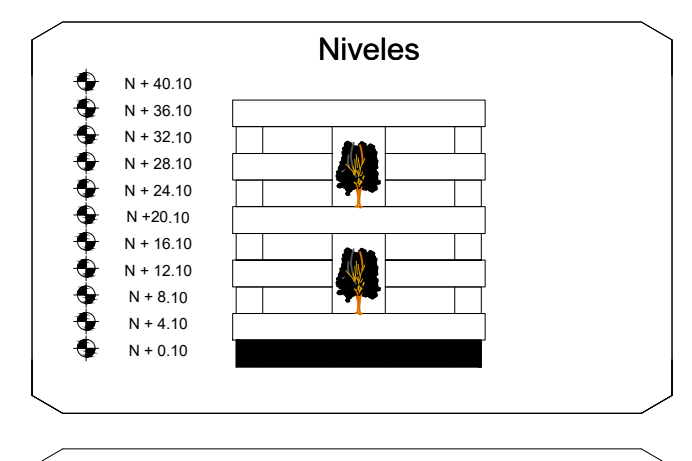 Niveles
N + 40.10
N + 36.10
N + 32.10
N + 28.10
N + 24.10
N +20.10
N + 16.10
N + 12.10
N + 8.10
N + 4.10
N + 0.10